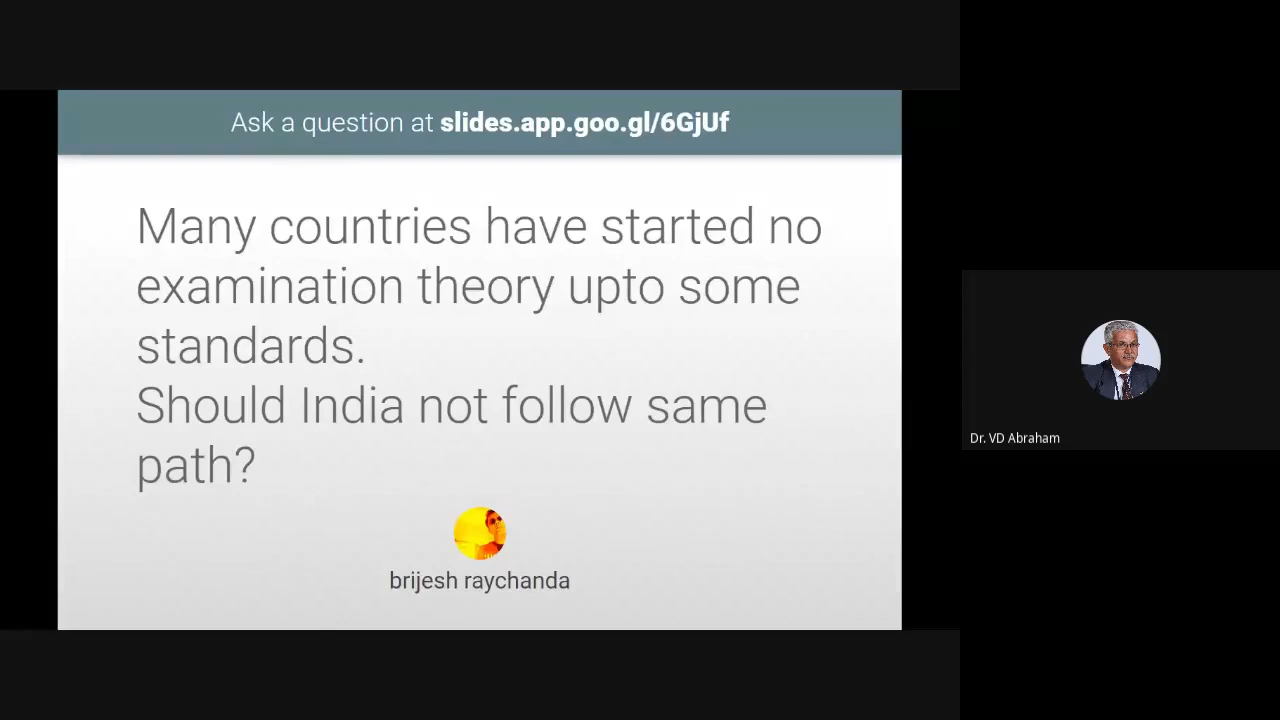 Ask a question at slides.app.goo.gl/6GjUf
Many countries have started no
examination theory upto some
standards.
Should India not follow same
path?
brijesh raychanda
Dr. VD Abraham